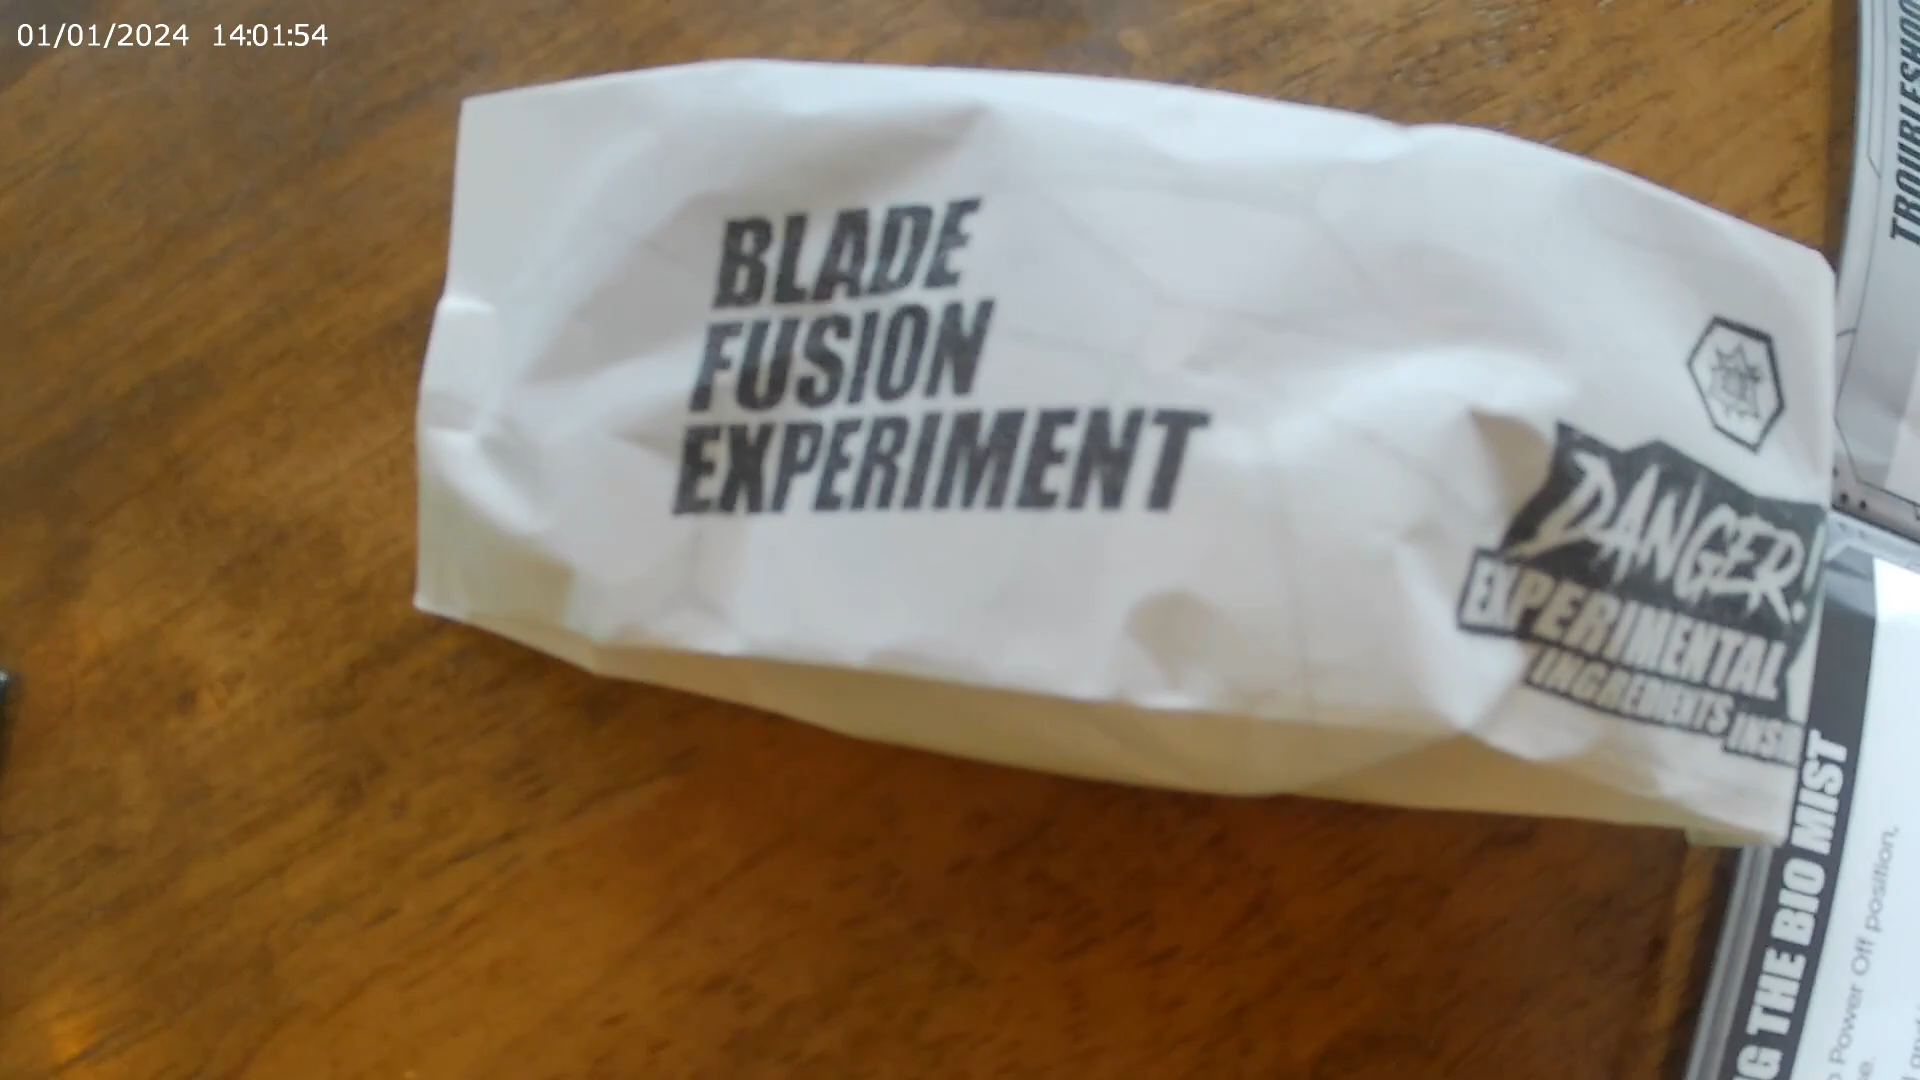 01/01/2024 14:01:54
BLADE
FUSION
EXPERIMENT
DANGER!
EXPERIMENTAL
INGREDIENTS
THE BIO MIST
Power Off position.